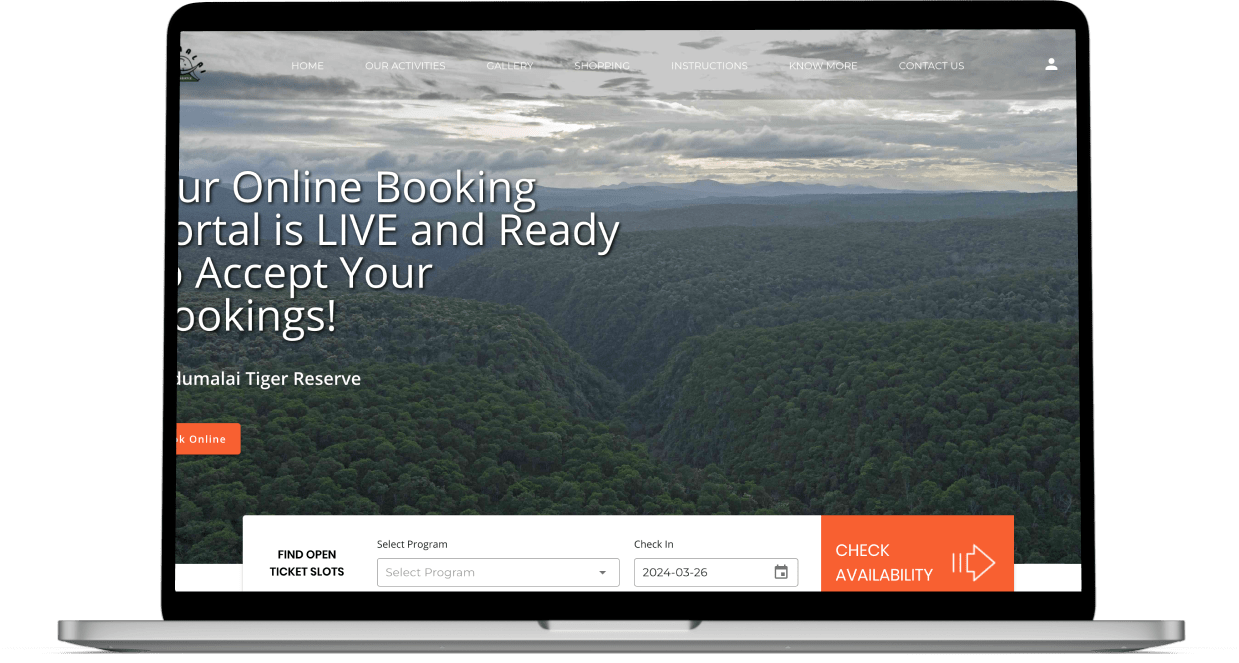 HOME OUR ACTIVITIES GALLERY SHOPPING INSTRUCTIONS KNOW MORE CONTACT US
ur Online Booking
ortal is LIVE and Ready
o Accept Your
ookings!
dumalai Tiger Reserve
ok Online
FIND OPEN
TICKET SLOTS
Select Program
Select Program
Check In
2024-03-26
CHECK
AVAILABILITY